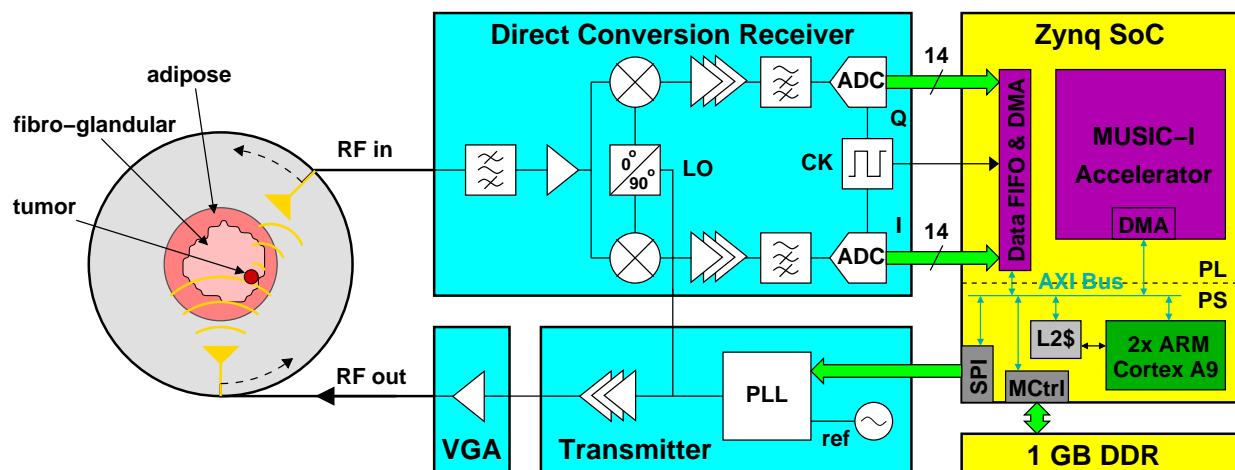 Direct Conversion Receiver
Zynq SoC
adipose
fibro−glandular
tumor
RF in
LO
0°
90°
ADC
Q
14
CK
I
ADC
14
Data FIFO & DMA
MUSIC−I
Accelerator
DMA
PL
AXI Bus
PS
L2$
2x ARM
Cortex A9
SPI
MCtrl
RF out
VGA
Transmitter
PLL
ref
1 GB DDR